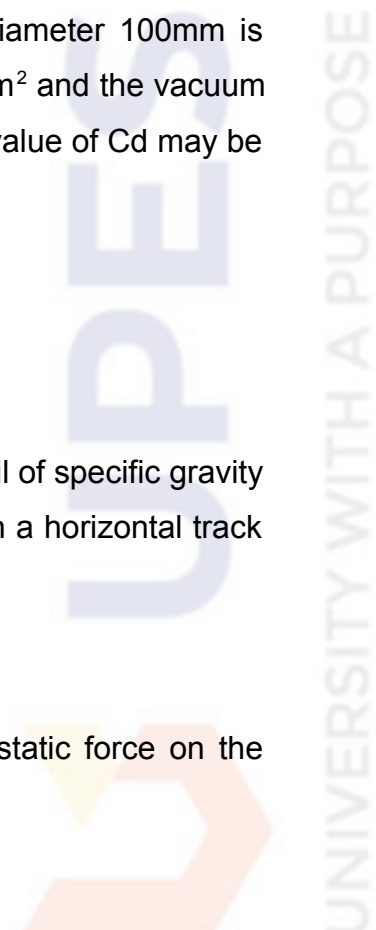 iameter 100mm is
m² and the vacuum
value of Cd may be
il of specific gravity
n a horizontal track
static force on the
UPES
UNIVERSITY WITH A PURPOSE